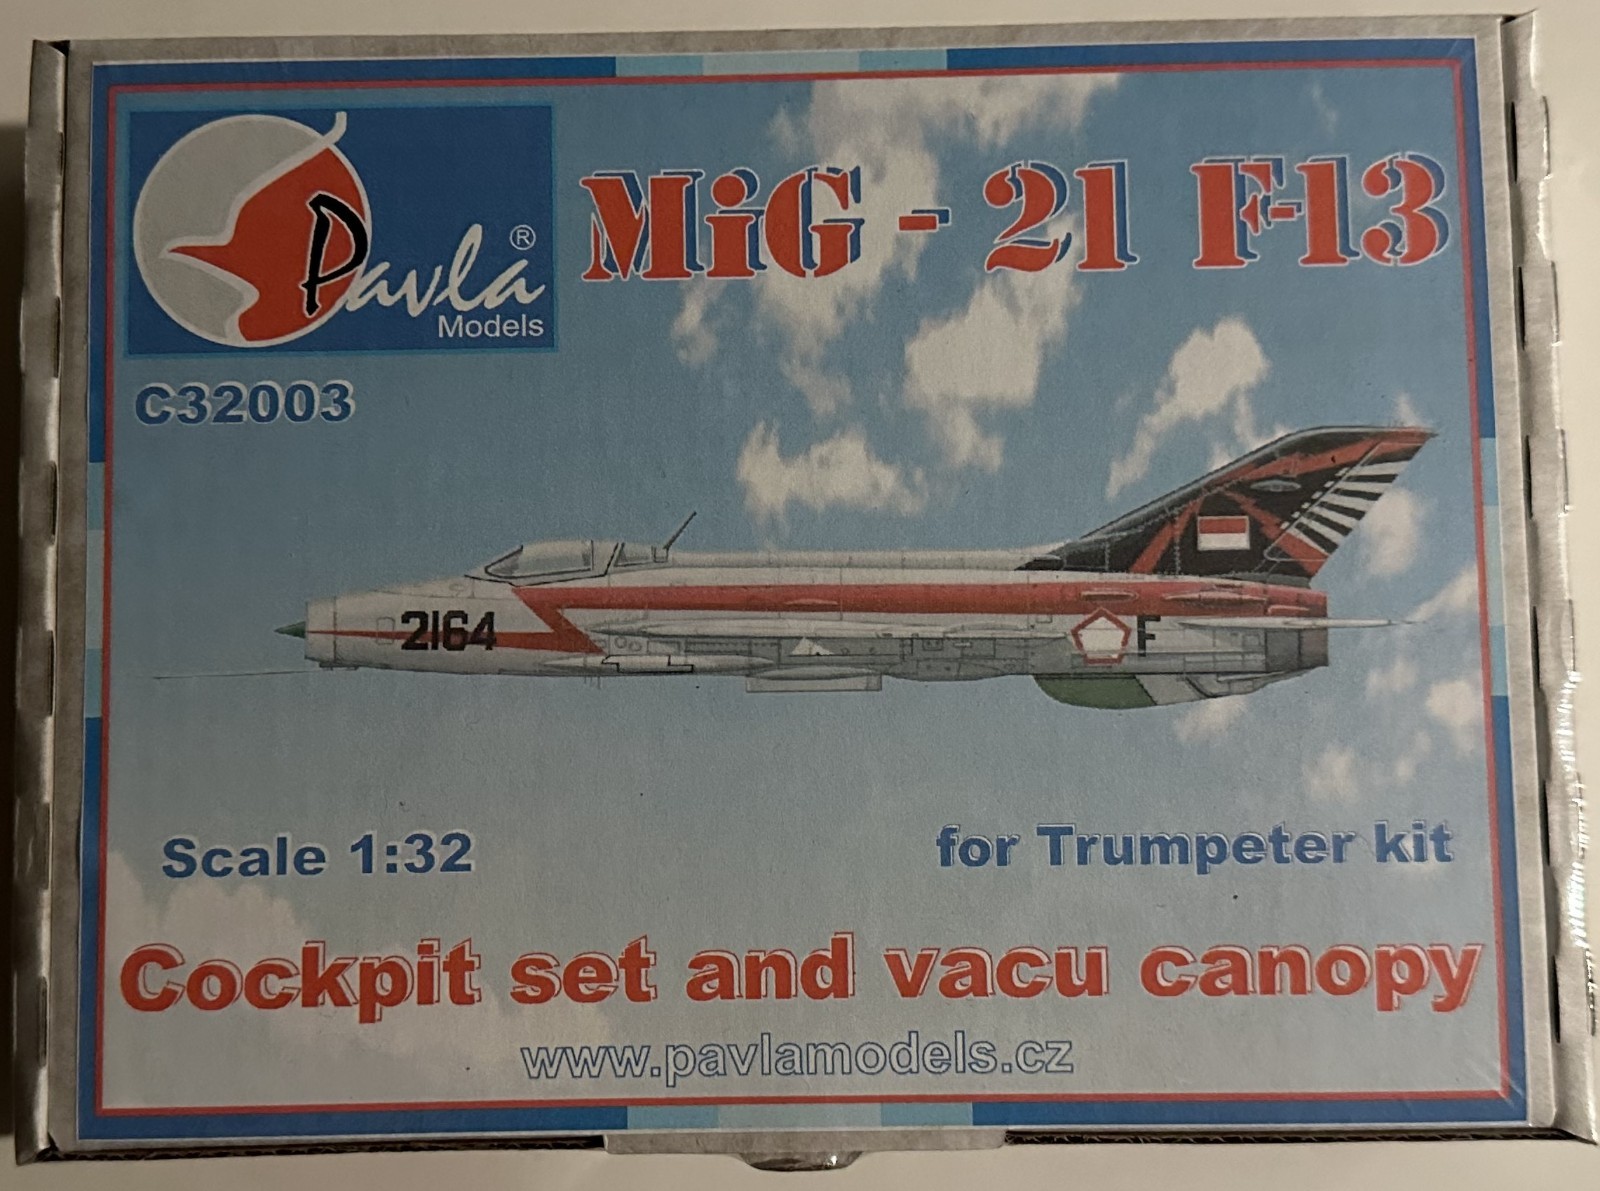 Pavla®
Models
MiG - 21 F-13
C32003
2164
F
Scale 1:32
for Trumpeter kit
Cockpit set and vacu canopy
www.pavlamodels.cz